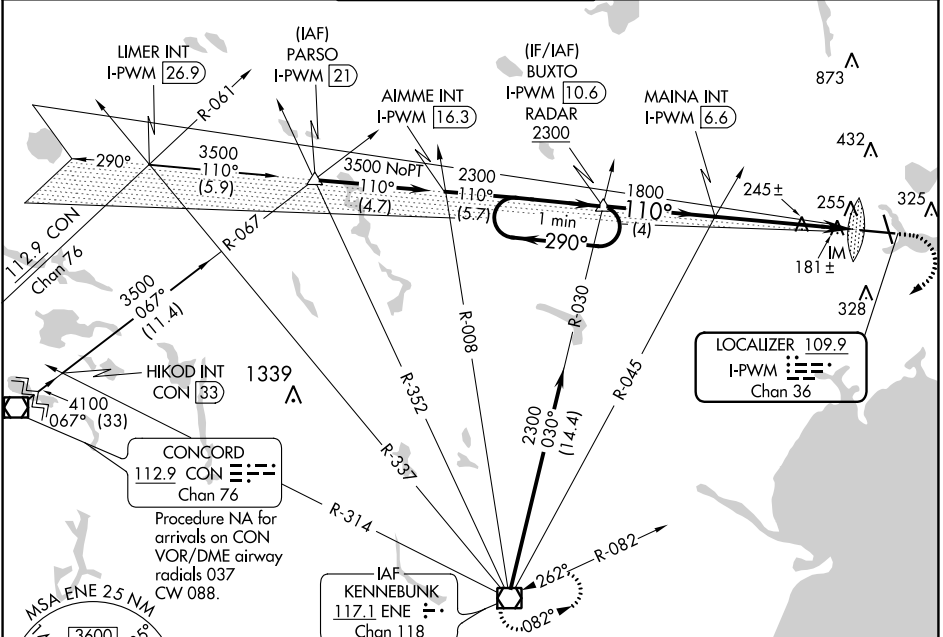 (IAF)
PARSO
I-PWM 21
LIMER INT
I-PWM 26.9
(IF/IAF)
BUXTO
I-PWM 10.6
RADAR
2300
AIMME INT
I-PWM 16.3
MAINA INT
I-PWM 6.6
873
432
325
255
245±
181±
IM
328
R-061
290°
3500
110°
(5.9)
3500 NoPT
110°
(4.7)
2300
110°
(5.7)
1800
110°
(4)
1 min
290°
112.9 CON
Chan 76
R-067
3500
067°
(11.4)
R-030
R-008
R-045
R-352
R-337
LOCALIZER 109.9
I-PWM
Chan 36
HIKOD INT
CON 33
1339
4100
067° (33)
2300
030°
(14.4)
CONCORD
112.9 CON
Chan 76
Procedure NA for
arrivals on CON
VOR/DME airway
radials 037
CW 088.
R-314
R-082
262°
082°
IAF
KENNEBUNK
117.1 ENE
Chan 118
MSA ENE 25 NM
3600